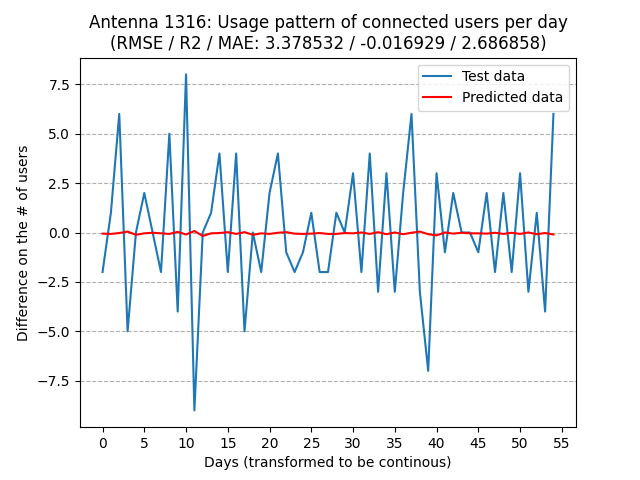 Antenna 1316: Usage pattern of connected users per day
(RMSE / R2 / MAE: 3.378532 / -0.016929 / 2.686858)
Test data
Predicted data
7.5
5.0
2.5
0.0
−2.5
−5.0
−7.5
Difference on the # of users
0 5 10 15 20 25 30 35 40 45 50 55
Days (transformed to be continous)